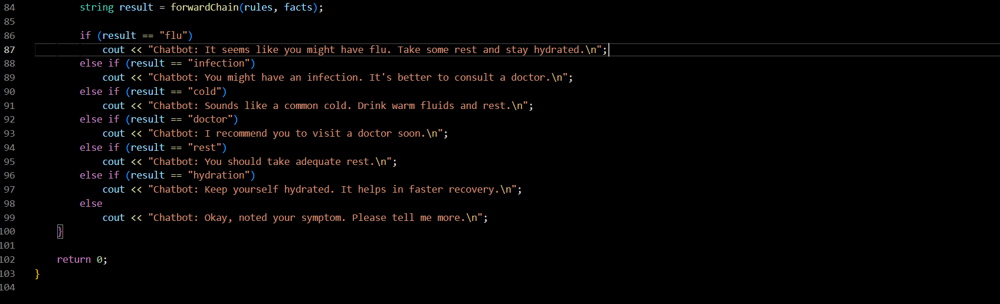 84 string result = forwardChain(rules, facts);
85
86 if (result == "flu")
87 cout << "Chatbot: It seems like you might have flu. Take some rest and stay hydrated.\n";
88 else if (result == "infection")
89 cout << "Chatbot: You might have an infection. It's better to consult a doctor.\n";
90 else if (result == "cold")
91 cout << "Chatbot: Sounds like a common cold. Drink warm fluids and rest.\n";
92 else if (result == "doctor")
93 cout << "Chatbot: I recommend you to visit a doctor soon.\n";
94 else if (result == "rest")
95 cout << "Chatbot: You should take adequate rest.\n";
96 else if (result == "hydration")
97 cout << "Chatbot: Keep yourself hydrated. It helps in faster recovery.\n";
98 else
99 cout << "Chatbot: Okay, noted your symptom. Please tell me more.\n";
100 }
101
102 return 0;
103 }
104